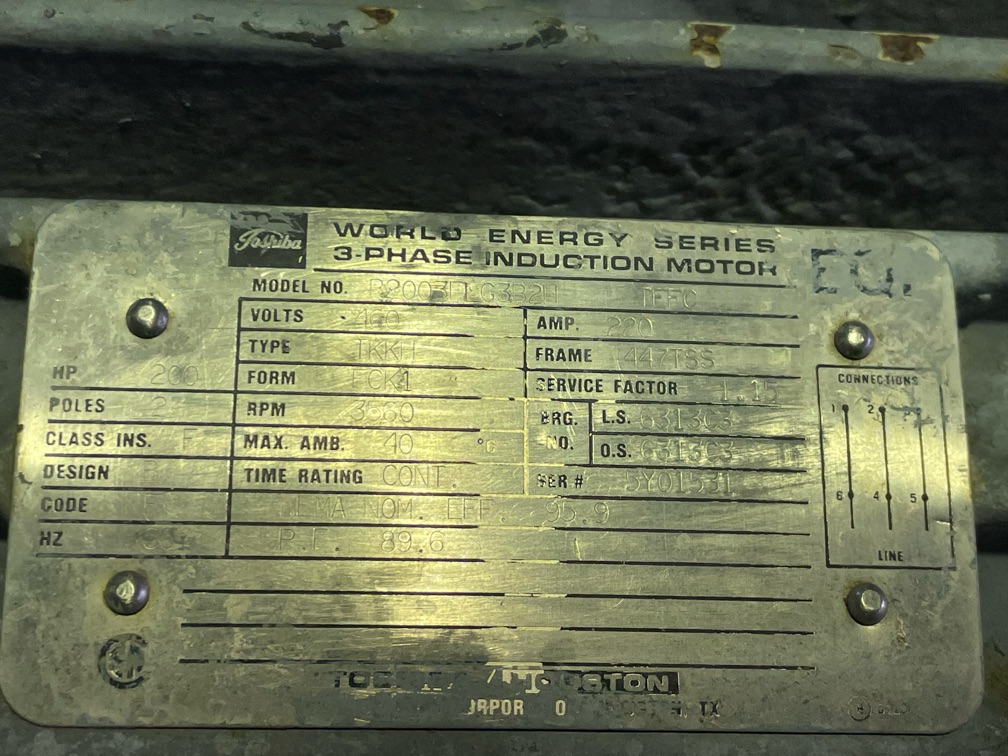 Toshiba
WORLD ENERGY SERIES
3-PHASE INDUCTION MOTOR
EQ.
MODEL NO. TEFC
VOLTS 460
AMP. 220
TYPE TKKH
FRAME 447TSS
HP 200
FORM FCK1
SERVICE FACTOR 1.15
POLES 2
RPM 3560
BRG. NO.
L.S. 6313C3
O.S. 6313C3
CLASS INS. F
MAX. AMB. 40 °C
DESIGN
TIME RATING CONT.
SER #
CODE
NEMA NOM. EFF. 95.9
HZ
P.F. 89.6
CONNECTIONS
1 2
6 4 5
LINE
HOUSTON
TX